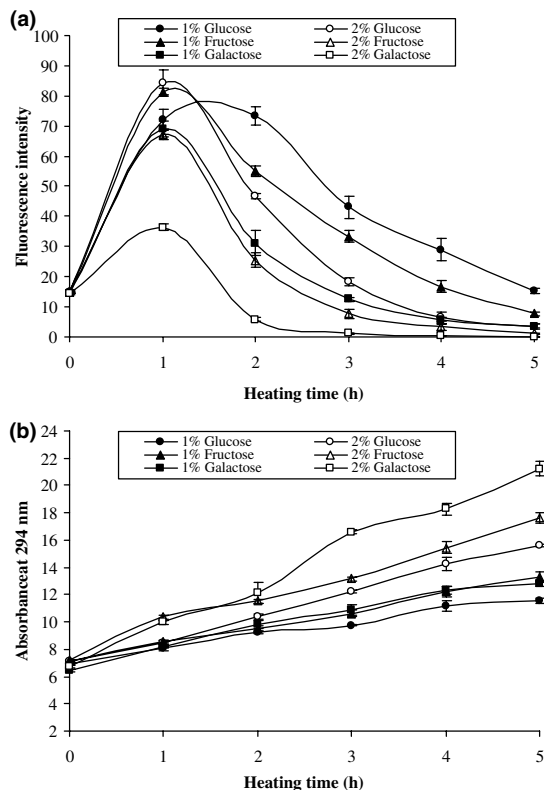 (a)
1% Glucose 2% Glucose
1% Fructose 2% Fructose
1% Galactose 2% Galactose
Fluorescence intensity
100
90
80
70
60
50
40
30
20
10
0
0 1 2 3 4 5
Heating time (h)
(b)
1% Glucose 2% Glucose
1% Fructose 2% Fructose
1% Galactose 2% Galactose
Absorbanceat 294 nm
24
22
20
18
16
14
12
10
8
6
4
2
0 1 2 3 4 5
Heating time (h)